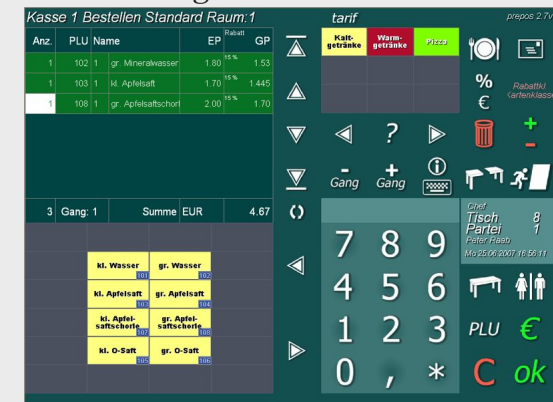 Kasse 1 Bestellen Standard Raum:1
tarif
prepos 2.7v
Anz. PLU Name EP Rabatt GP
1 102 1 gr. Mineralwasser 1.80 15 % 1.53
1 103 1 kl. Apfelsaft 1.70 15 % 1.445
1 108 1 gr. Apfelsaftschorl 2.00 15 % 1.70
3 Gang: 1 Summe EUR 4.67
Kalt-
getränke
Warm-
getränke
Pizza
%
€
Rabattkl
Kartenklasse
?
+
-
-
Gang
+
Gang
Chef
Tisch 8
Partei 1
Peter Raab
Mo 25.06.2007 16:56:11
kl. Wasser
101
gr. Wasser
102
kl. Apfelsaft
103
gr. Apfelsaft
104
kl. Apfel-
saftschorle
107
gr. Apfel-
saftschorle
108
kl. O-Saft
105
gr. O-Saft
106
7 8 9
4 5 6
1 2 3
0 , *
PLU €
C ok